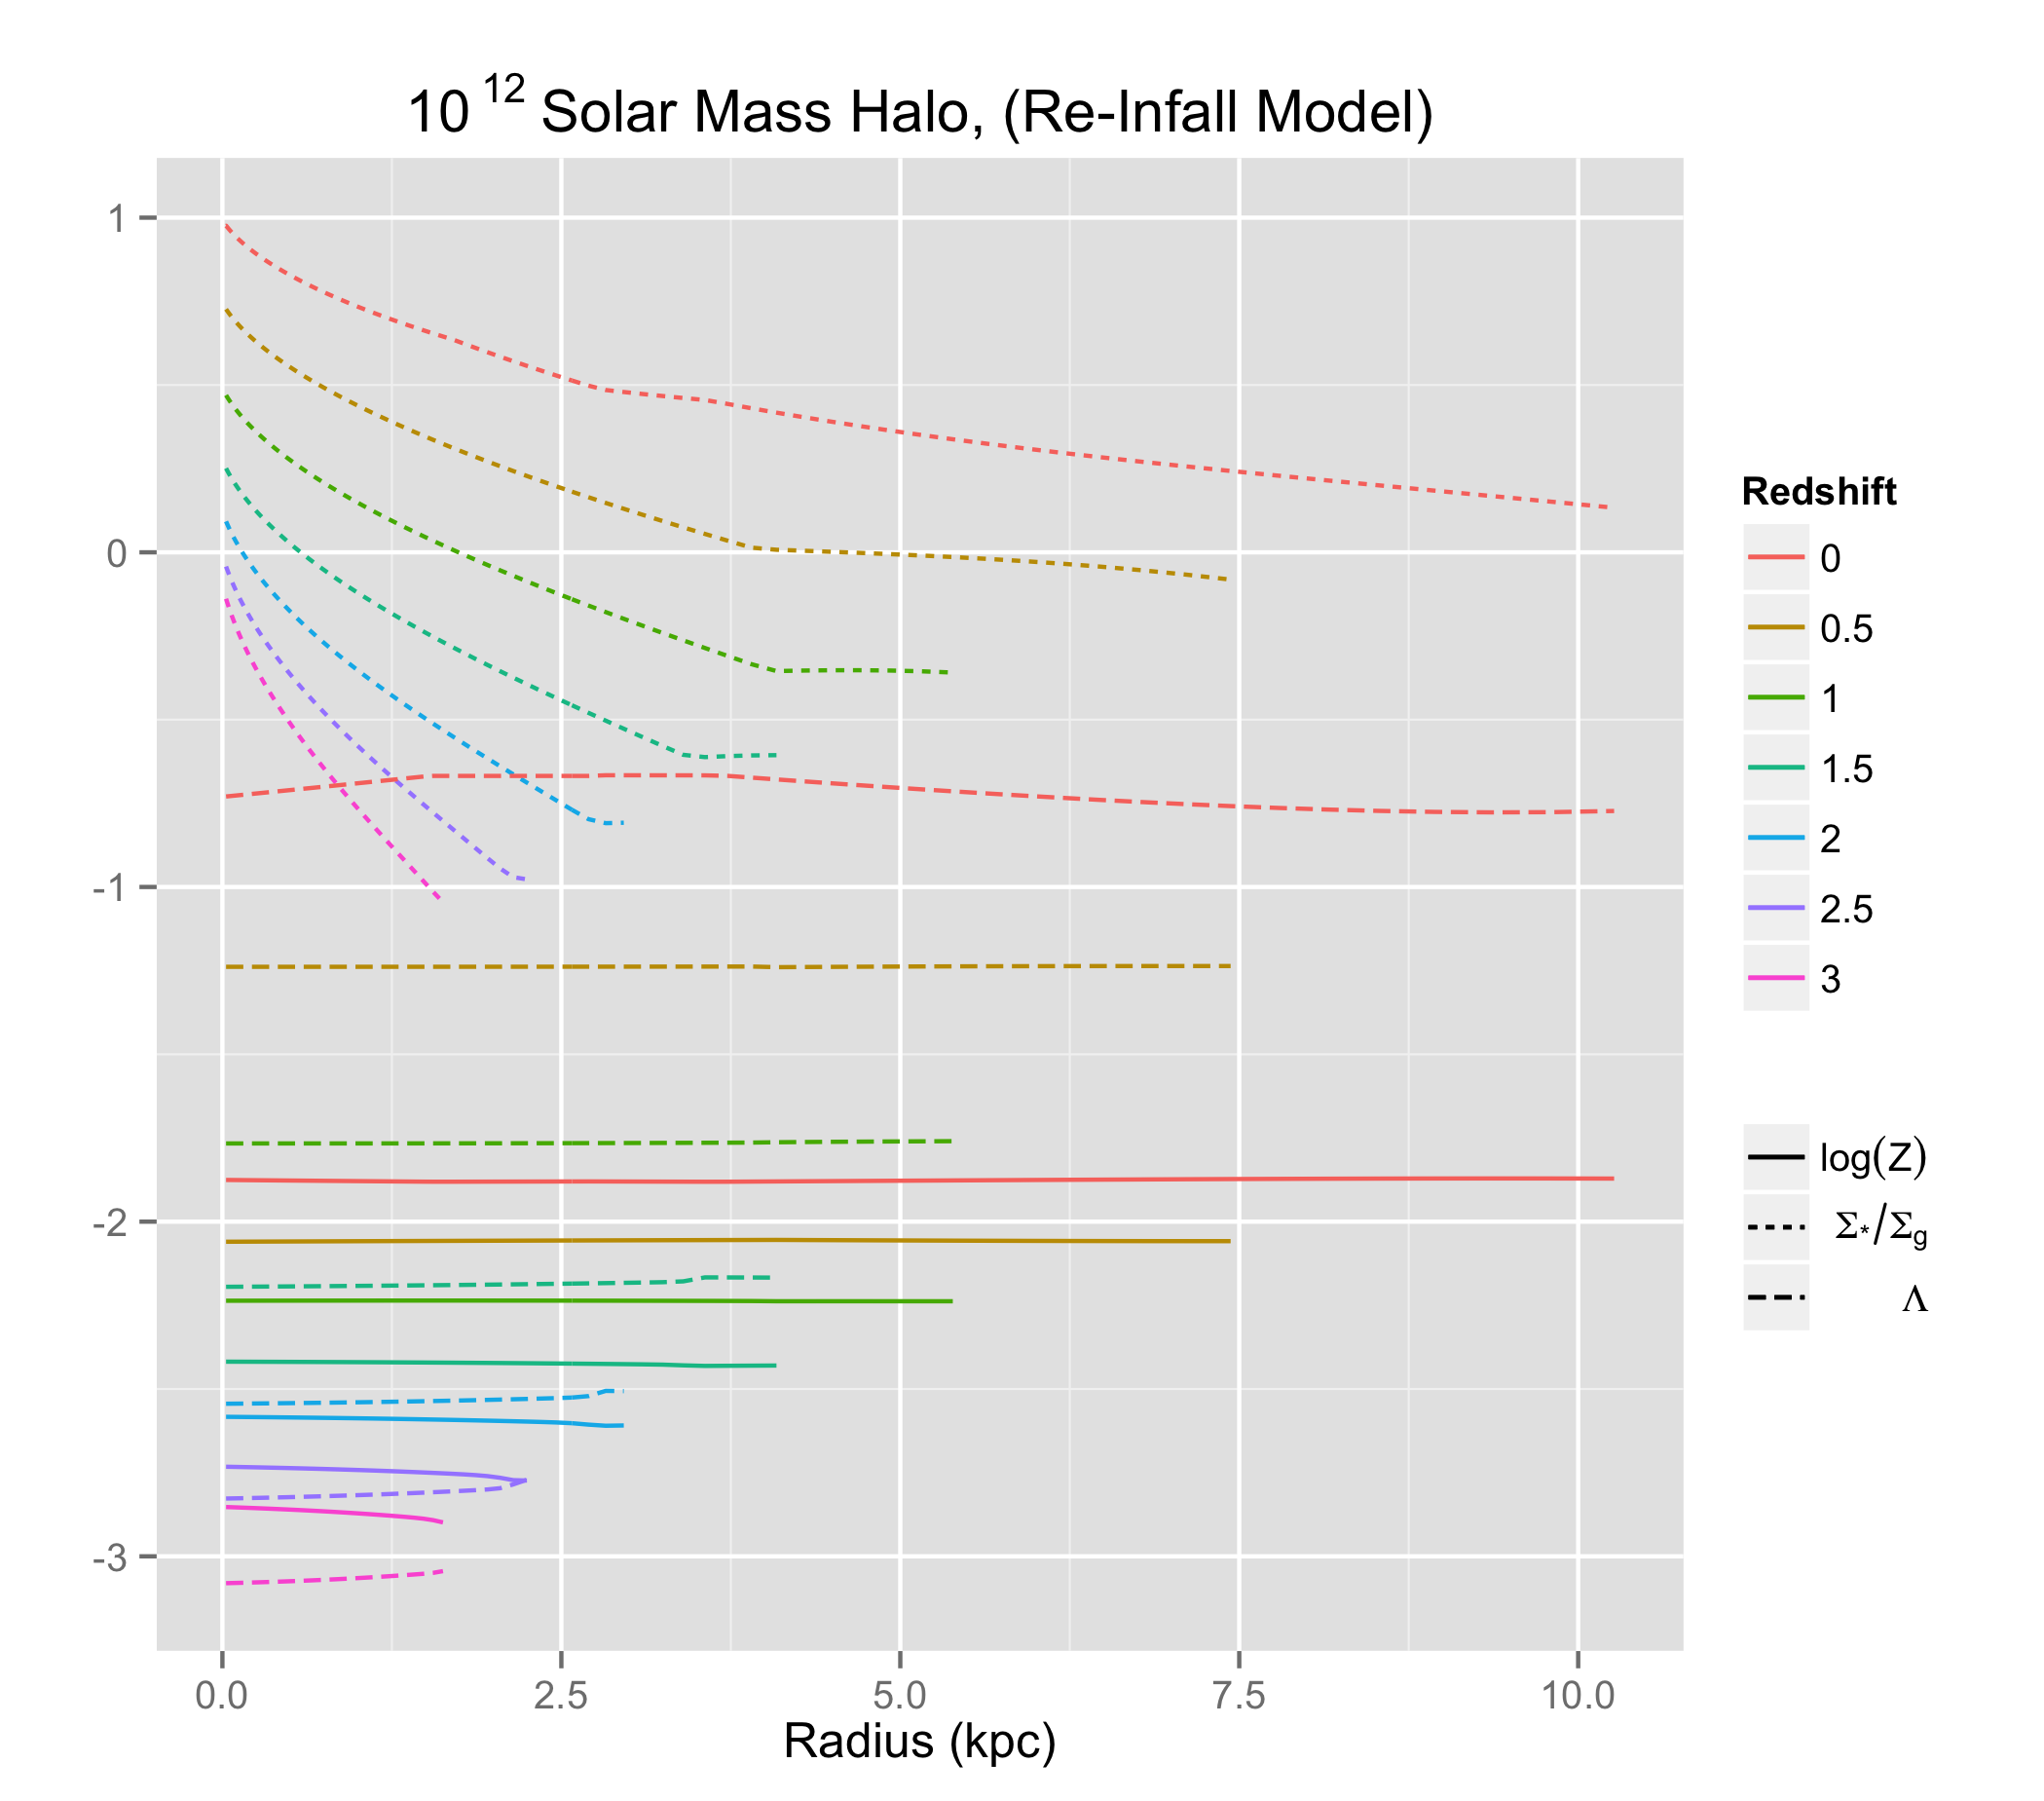 10 12 Solar Mass Halo, (Re-Infall Model)
1
0
-1
-2
-3
0.0 2.5 5.0 7.5 10.0
Radius (kpc)
Redshift
0
0.5
1
1.5
2
2.5
3
log(Z)
Σ*/Σg
Λ